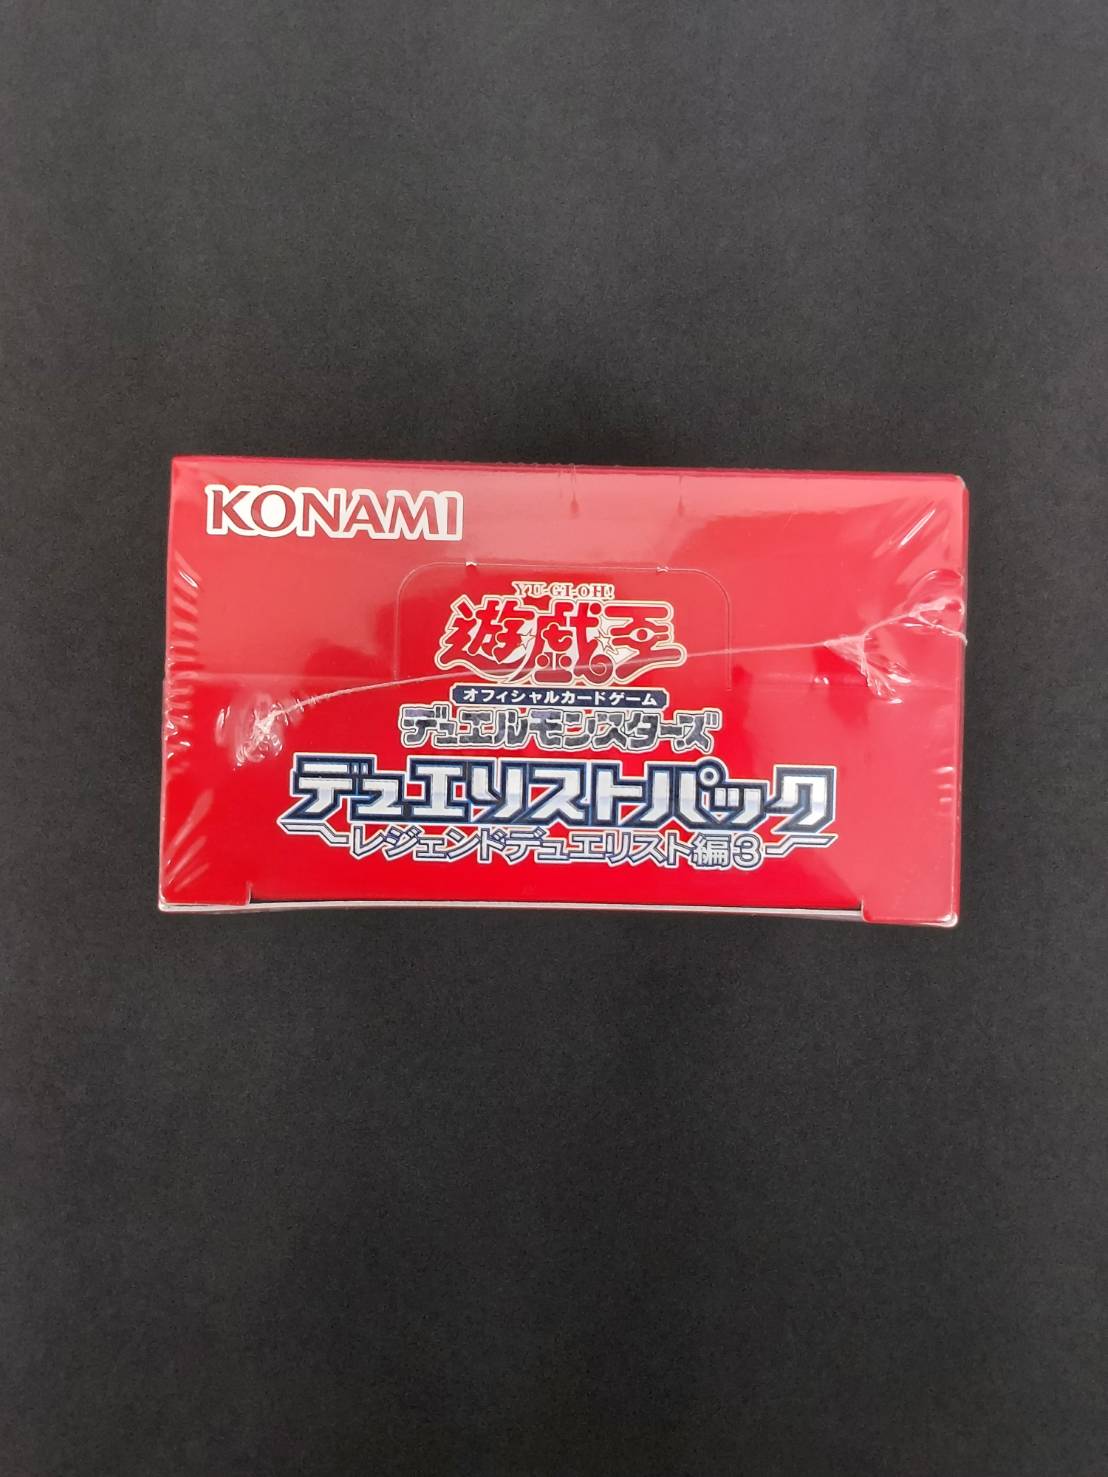 KONAMI
YU-GI-OH!
遊戯王
オフィシャルカードゲーム
デュエルモンスターズ
デュエリストパック
-レジェンドデュエリスト編3-